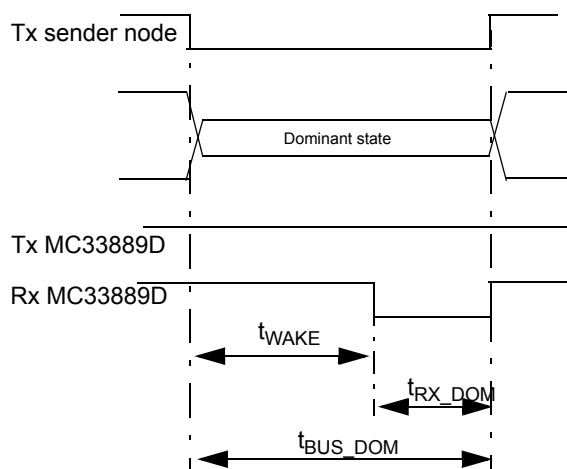 Tx sender node
Dominant state
Tx MC33889D
Rx MC33889D
tWAKE
tRX_DOM
tBUS_DOM